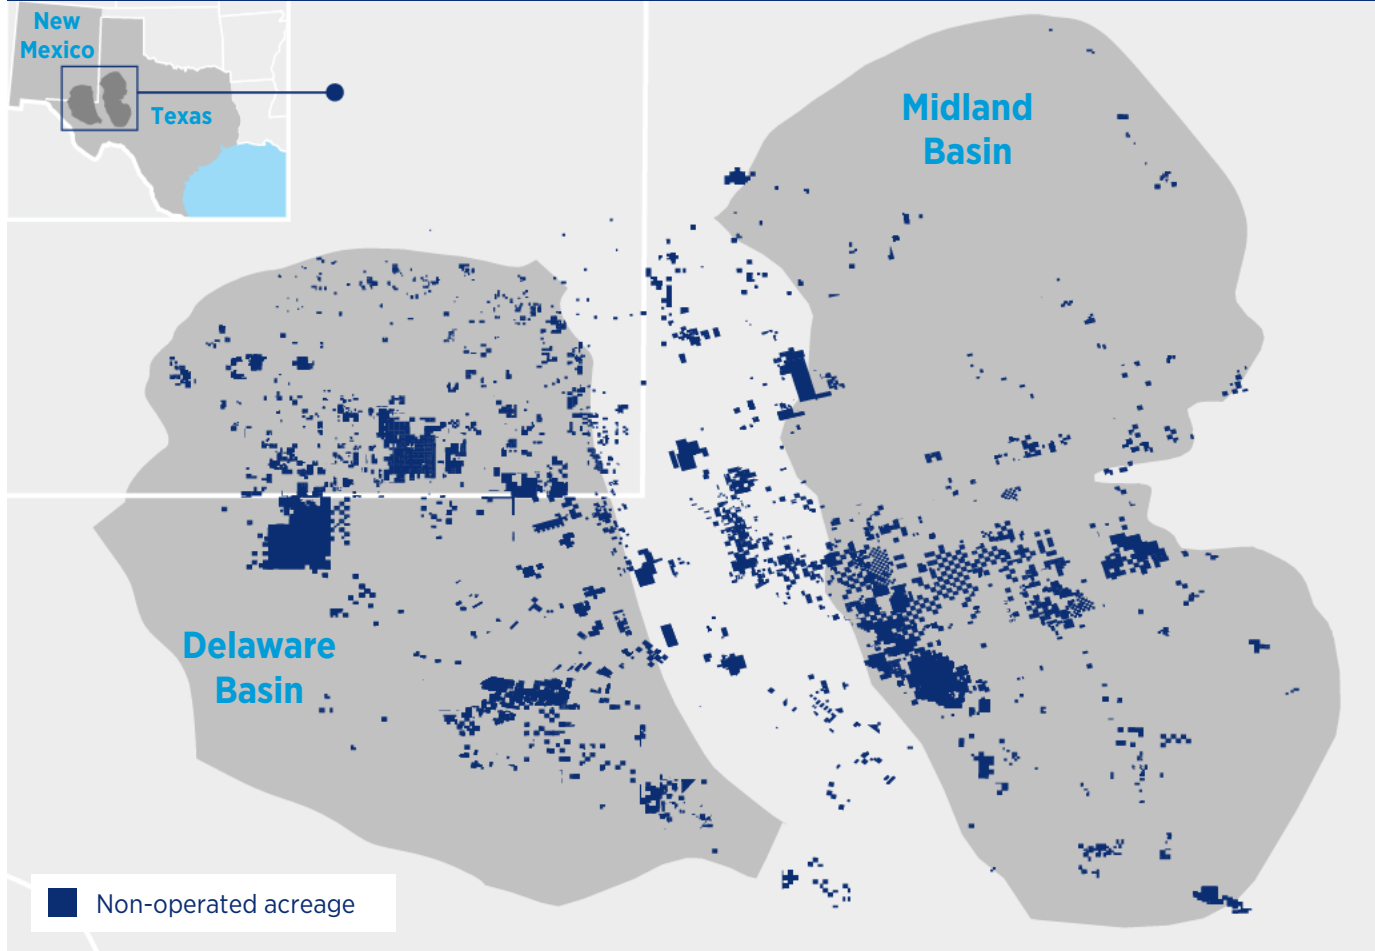 New
Mexico
Texas
Midland
Basin
Delaware
Basin
Non-operated acreage